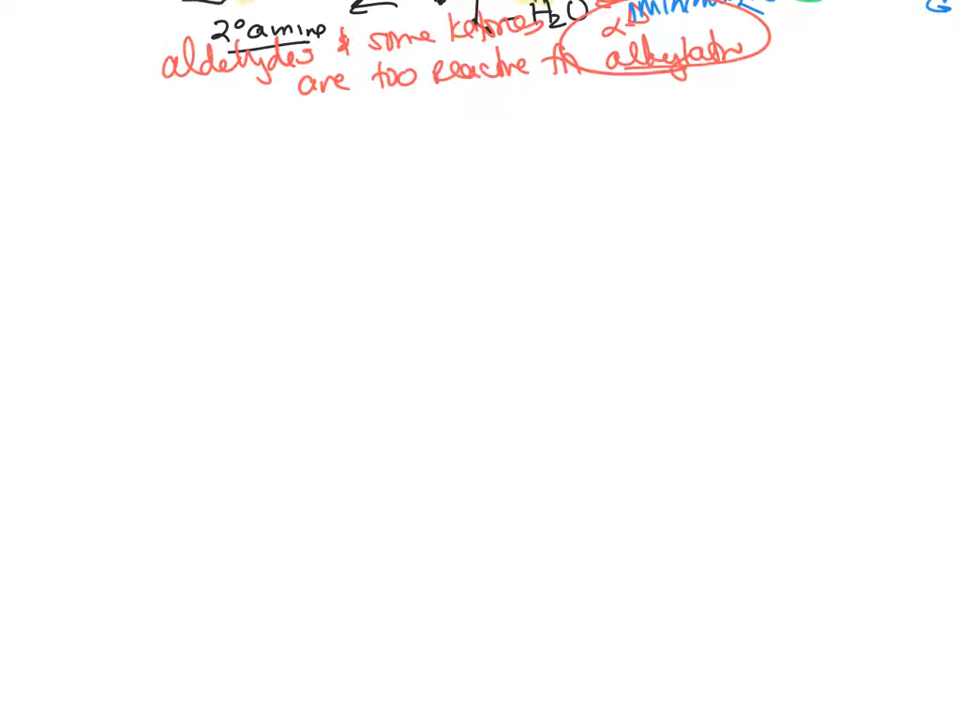 - H2O
2° amine
aldehydes & some ketones α
are too reactive for alkylation